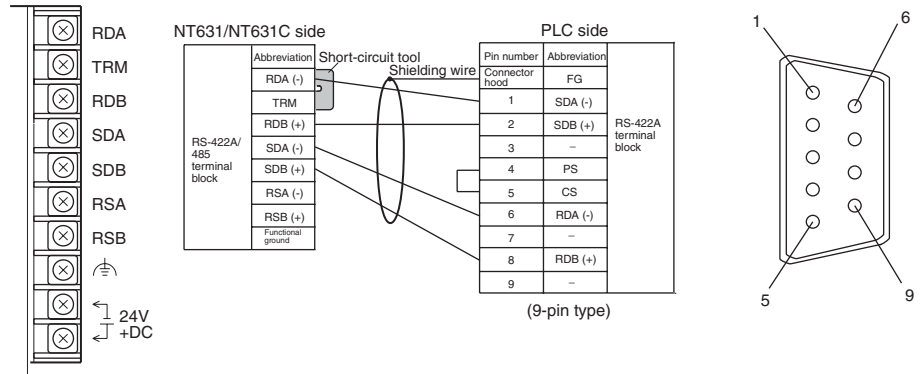 RDA
TRM
RDB
SDA
SDB
RSA
RSB
24V
+DC
NT631/NT631C side
Abbreviation
Short-circuit tool
Shielding wire
RS-422A/
485
terminal
block
RDA (-)
TRM
RDB (+)
SDA (-)
SDB (+)
RSA (-)
RSB (+)
Functional
ground
PLC side
Pin number Abbreviation
Connector
hood
FG
1 SDA (-)
2 SDB (+)
3 –
4 PS
5 CS
6 RDA (-)
7 –
8 RDB (+)
9 –
RS-422A
terminal
block
(9-pin type)
1
6
5
9